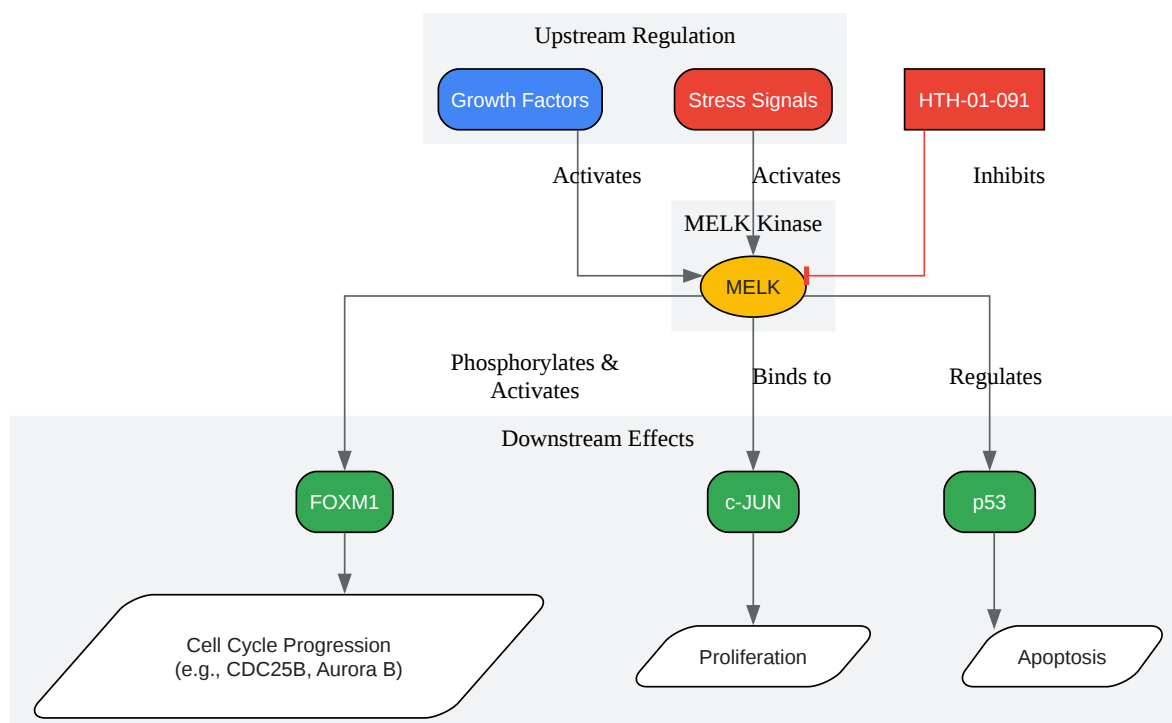 Upstream Regulation
Growth Factors
Stress Signals
HTH-01-091
Activates
Activates
Inhibits
MELK Kinase
MELK
Phosphorylates &
Activates
Binds to
Regulates
Downstream Effects
FOXM1
c-JUN
p53
Cell Cycle Progression
(e.g., CDC25B, Aurora B)
Proliferation
Apoptosis